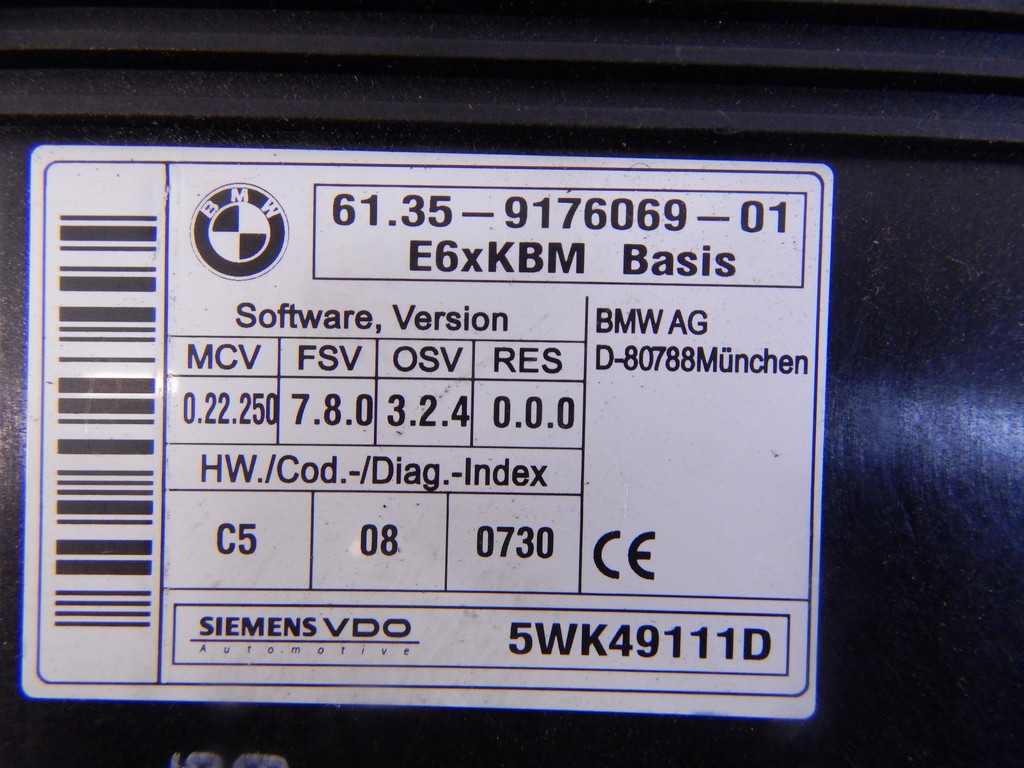 BMW
61.35 - 9176069 - 01
E6xKBM Basis
Software, Version
MCV FSV OSV RES
0.22.250 7.8.0 3.2.4 0.0.0
BMW AG
D-80788München
HW./Cod.-/Diag.-Index
C5 08 0730
CE
SIEMENS VDO
Automotive
5WK49111D